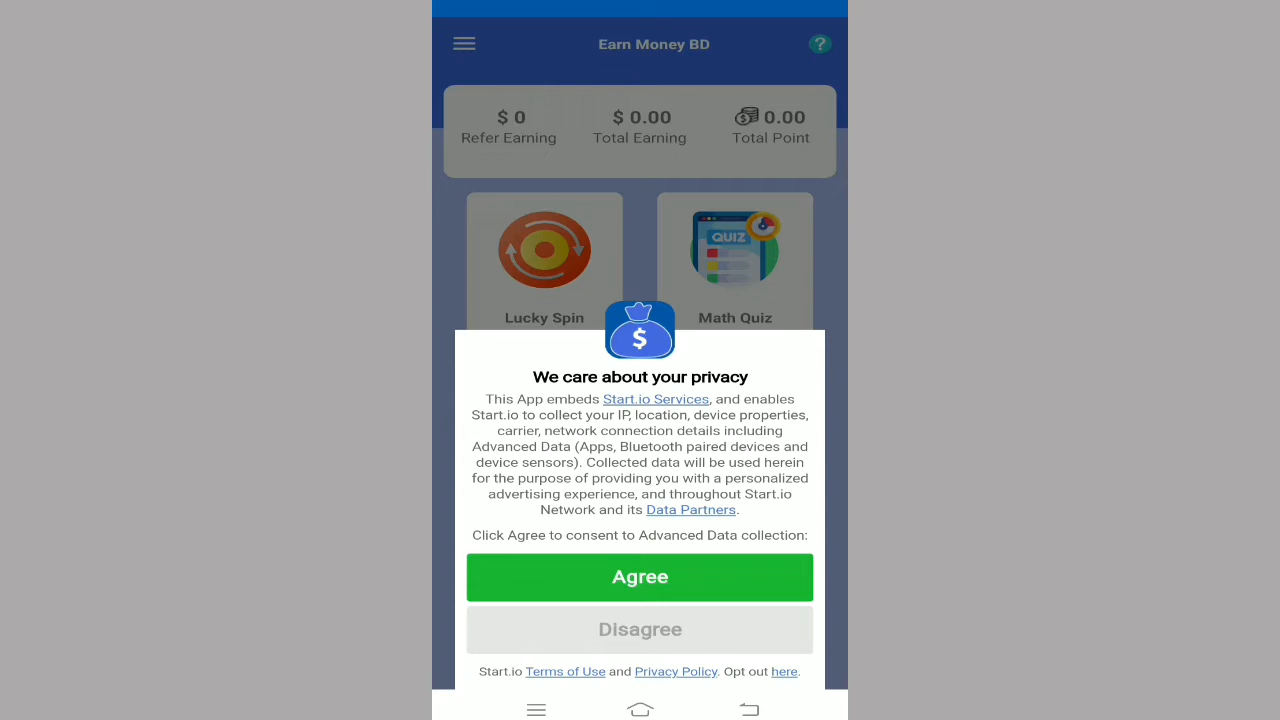 Earn Money BD
?
$ 0
$ 0.00
0.00
Refer Earning
Total Earning
Total Point
QUIZ
Lucky Spin
Math Quiz
$
We care about your privacy
This App embeds Start.io Services, and enables
Start.io to collect your IP, location, device properties,
carrier, network connection details including
Advanced Data (Apps, Bluetooth paired devices and
device sensors). Collected data will be used herein
for the purpose of providing you with a personalized
advertising experience, and throughout Start.io
Network and its Data Partners.
Click Agree to consent to Advanced Data collection:
Agree
Disagree
Start.io Terms of Use and Privacy Policy. Opt out here.